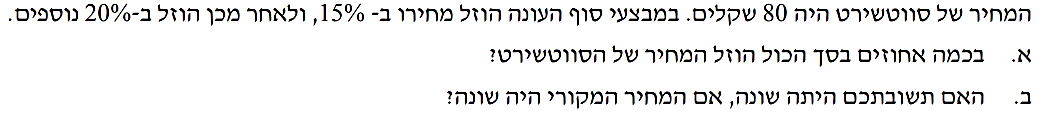 המחיר של סווטשירט היה 80 שקלים. במבצעי סוף העונה הוזל מחירו ב- 15%, ולאחר מכן הוזל ב-20% נוספים.
א. בכמה אחוזים בסך הכול הוזל המחיר של הסווטשירט?
ב. האם תשובתכם היתה שונה, אם המחיר המקורי היה שונה?